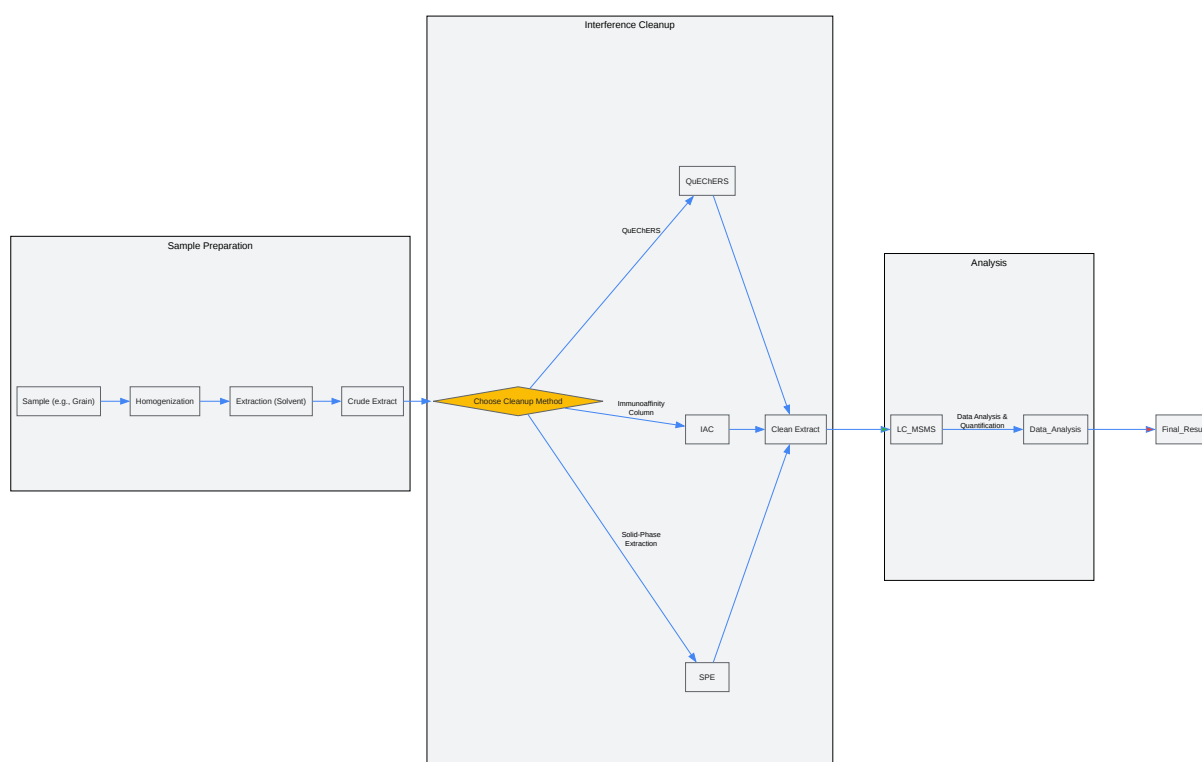 Interference Cleanup
QuEChERS
QuEChERS
Sample Preparation
Analysis
Sample (e.g., Grain)
Homogenization
Extraction (Solvent)
Crude Extract
Choose Cleanup Method
Immunoaffinity
Column
IAC
Clean Extract
LC_MSMS
Data Analysis &
Quantification
Data_Analysis
Final_Resu
Solid-Phase
Extraction
SPE